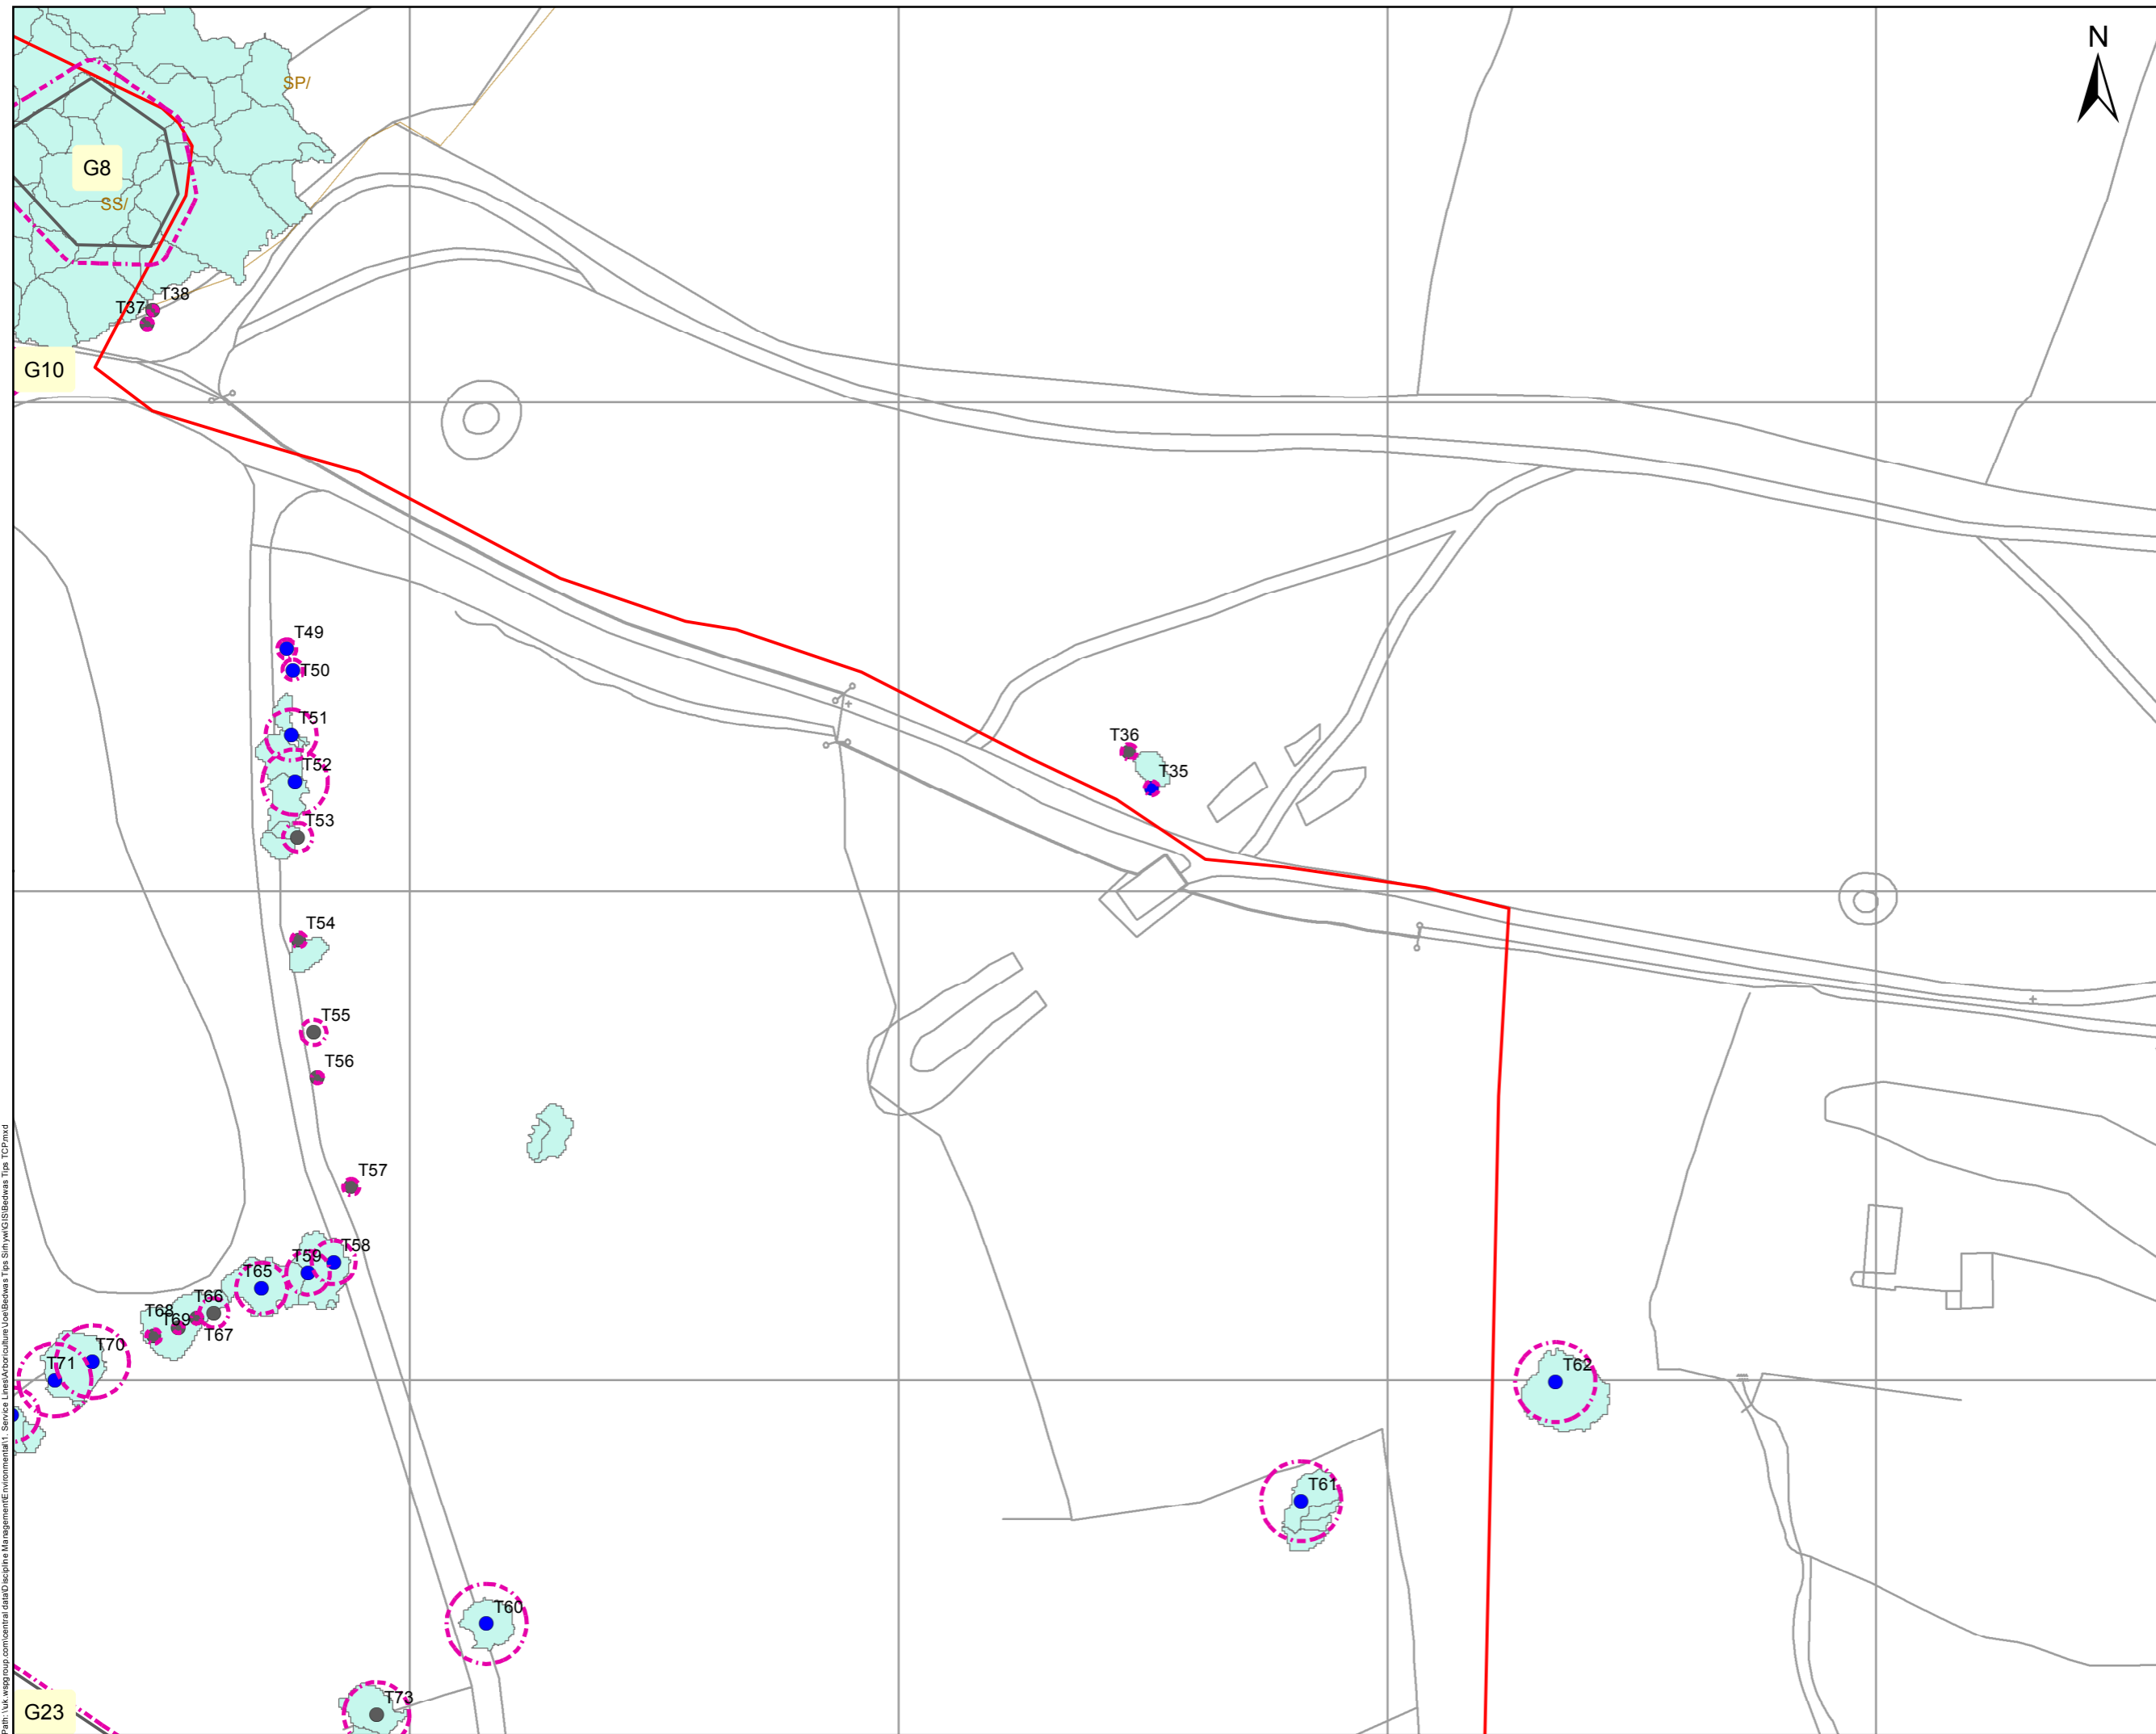 N
SP/
G8
SS/
T38
T37
G10
T49
T50
T51
T52
T53
T36
T35
T54
T55
T56
T57
T58
T59
T65
T66
T68
T69
T67
T70
T71
T62
T61
T60
T73
G23
Path: \\uk.wspgroup.com\central data\Discipline Management\Environmental\1. Service Lines\Arboriculture\Joe\Bedwas Tips Sirhywi\GIS\Bedwas Tips TCP.mxd